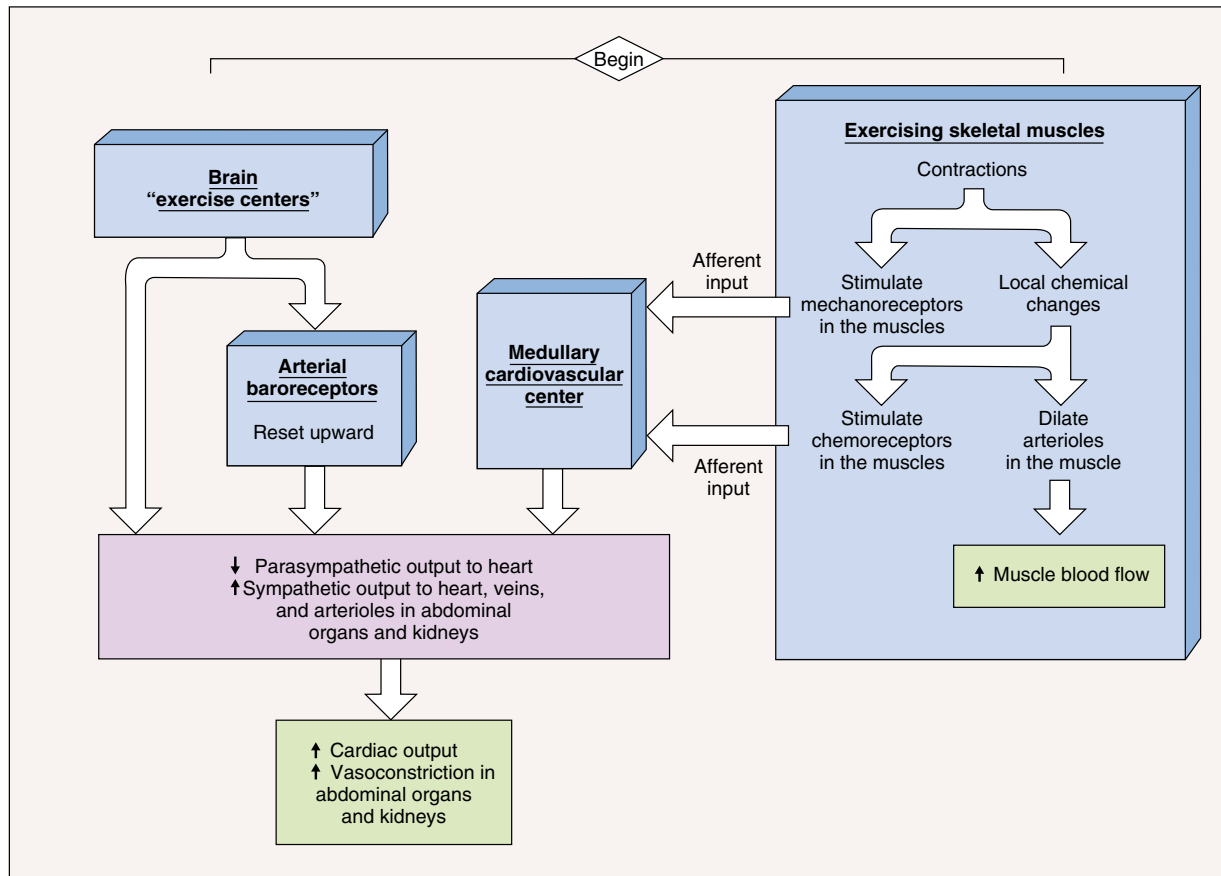 Begin
Brain
“exercise centers”
Arterial
baroreceptors
Reset upward
Medullary
cardiovascular
center
Afferent
input
Afferent
input
Exercising skeletal muscles
Contractions
Stimulate
mechanoreceptors
in the muscles
Local chemical
changes
Stimulate
chemoreceptors
in the muscles
Dilate
arterioles
in the muscle
↑ Muscle blood flow
↓ Parasympathetic output to heart
↑Sympathetic output to heart, veins,
and arterioles in abdominal
organs and kidneys
↑ Cardiac output
↑ Vasoconstriction in
abdominal organs
and kidneys